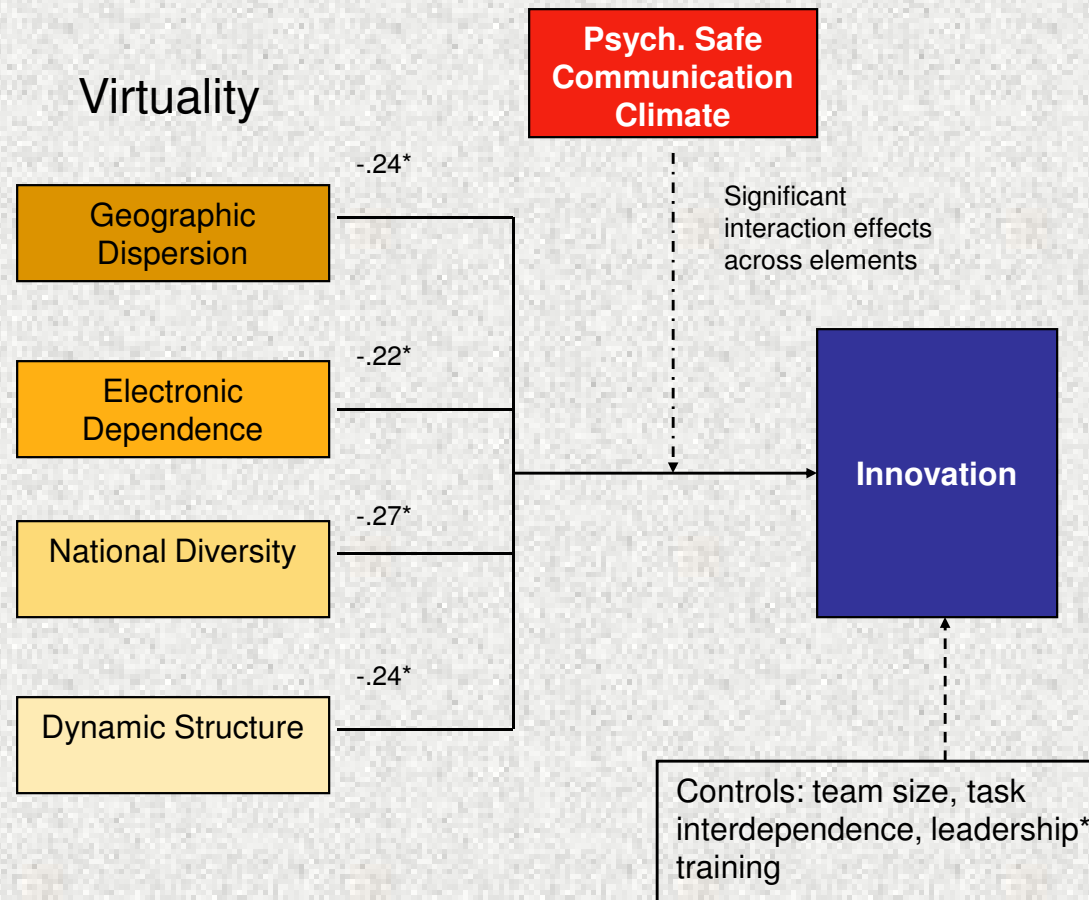 Psych. Safe
Communication
Climate
Virtuality
-.24*
Geographic
Dispersion
Significant
interaction effects
across elements
-.22*
Electronic
Dependence
Innovation
-.27*
National Diversity
-.24*
Dynamic Structure
Controls: team size, task
interdependence, leadership*
training